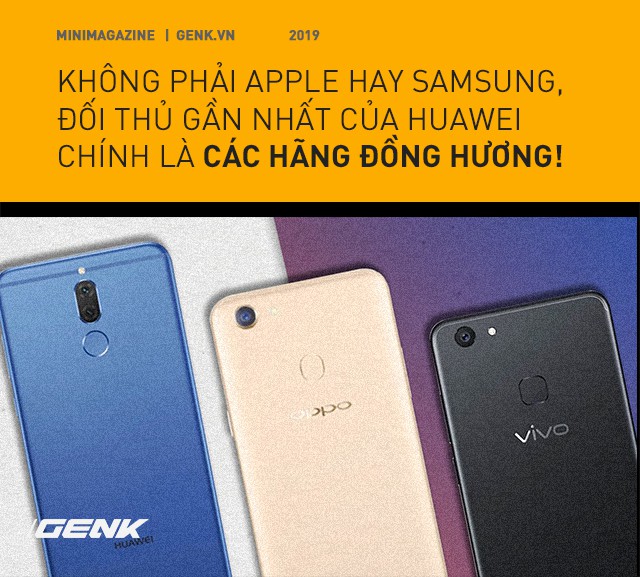 MINIMAGAZINE | GENK.VN 2019
KHÔNG PHẢI APPLE HAY SAMSUNG,
ĐỐI THỦ GẦN NHẤT CỦA HUAWEI
CHÍNH LÀ CÁC HÃNG ĐỒNG HƯƠNG!
oppo
vivo
GENK
HUAWEI